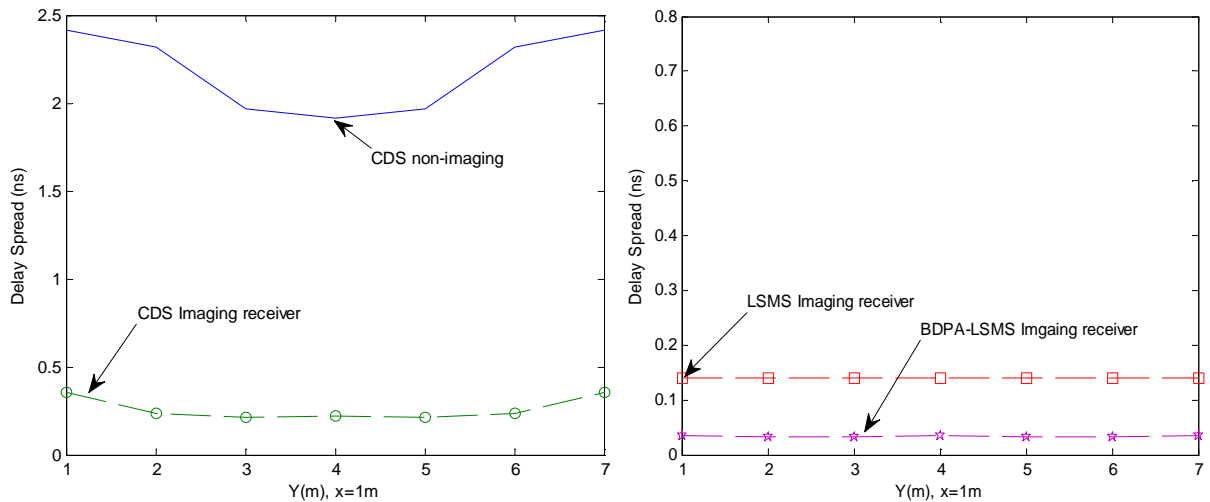 2.5
2
1.5
1
0.5
0
1 2 3 4 5 6 7
Delay Spread (ns)
Y(m), x=1m
CDS non-imaging
CDS Imaging receiver
0.8
0.7
0.6
0.5
0.4
0.3
0.2
0.1
0
1 2 3 4 5 6 7
Delay Spread (ns)
Y(m), x=1m
LSMS Imaging receiver
BDPA-LSMS Imgaing receiver